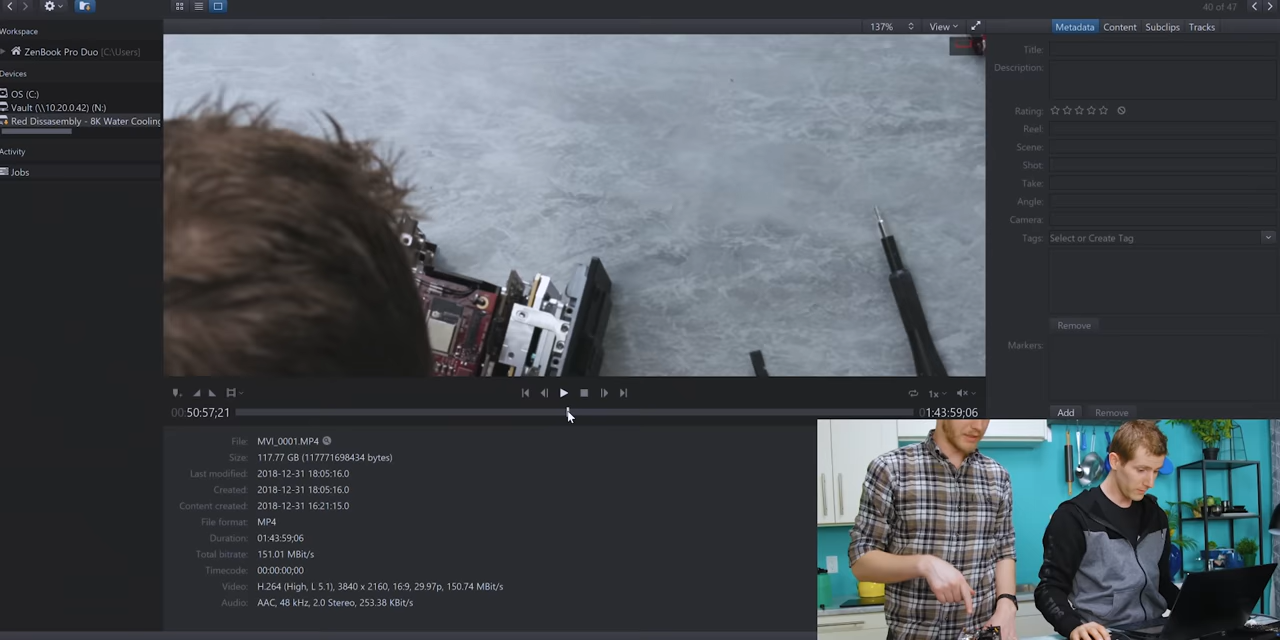 40 of 47
Workspace
137%
View
Metadata
Content
Subclips
Tracks
ZenBook Pro Duo [C:\Users]
Title:
Description:
Devices
OS (C:)
Vault (\\10.20.0.42) (N:)
Red Dissasembly - 8K Water Cooling
Rating:
Reel:
Scene:
Activity
Shot:
Jobs
Take:
Angle:
Camera:
Tags:
Select or Create Tag
Remove
Markers:
1x
00:50:57;21
01:43:59;06
Add
Remove
File: MVI_0001.MP4
Size: 117.77 GB (117771698434 bytes)
Last modified: 2018-12-31 18:05:16.0
Created: 2018-12-31 18:05:16.0
Content created: 2018-12-31 16:21:15.0
File format: MP4
Duration: 01:43:59;06
Total bitrate: 151.01 MBit/s
Timecode: 00:00:00;00
Video: H.264 (High, L 5.1), 3840 x 2160, 16:9, 29.97p, 150.74 MBit/s
Audio: AAC, 48 kHz, 2.0 Stereo, 253.38 KBit/s